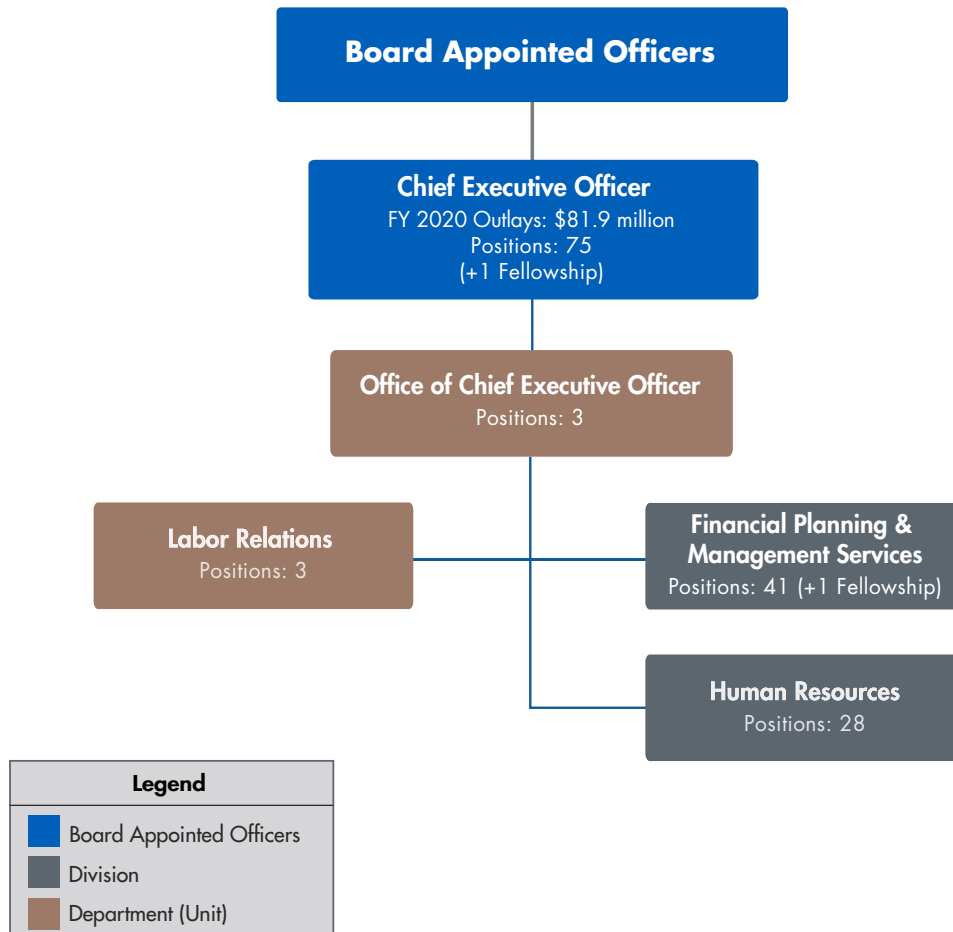 Board Appointed Officers
Chief Executive Officer
FY 2020 Outlays: $81.9 million
Positions: 75
(+1 Fellowship)
Office of Chief Executive Officer
Positions: 3
Labor Relations
Positions: 3
Financial Planning &
Management Services
Positions: 41 (+1 Fellowship)
Human Resources
Positions: 28
Legend
Board Appointed Officers
Division
Department (Unit)